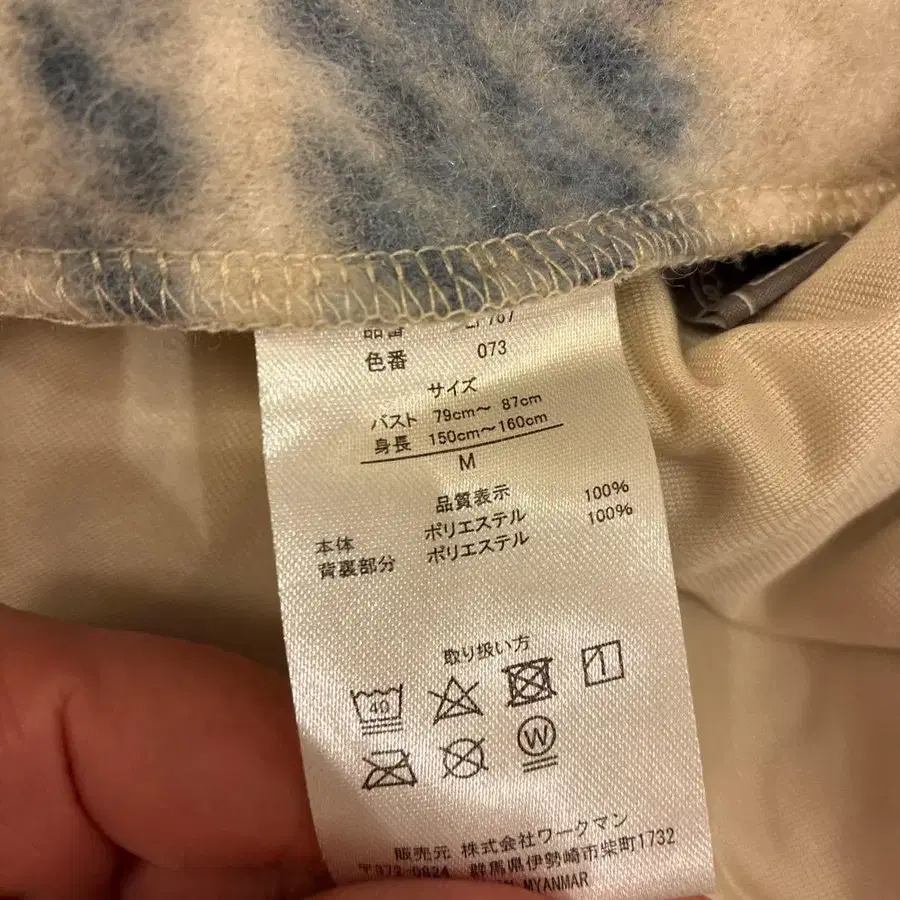 品番
色番 073
サイズ
バスト 79cm～ 87cm
身長 150cm～160cm
M
品質表示
本体 ポリエステル 100%
背裏部分 ポリエステル 100%
取り扱い方
40
W
販売元 株式会社ワークマン
群馬県伊勢崎市柴町1732
MYANMAR